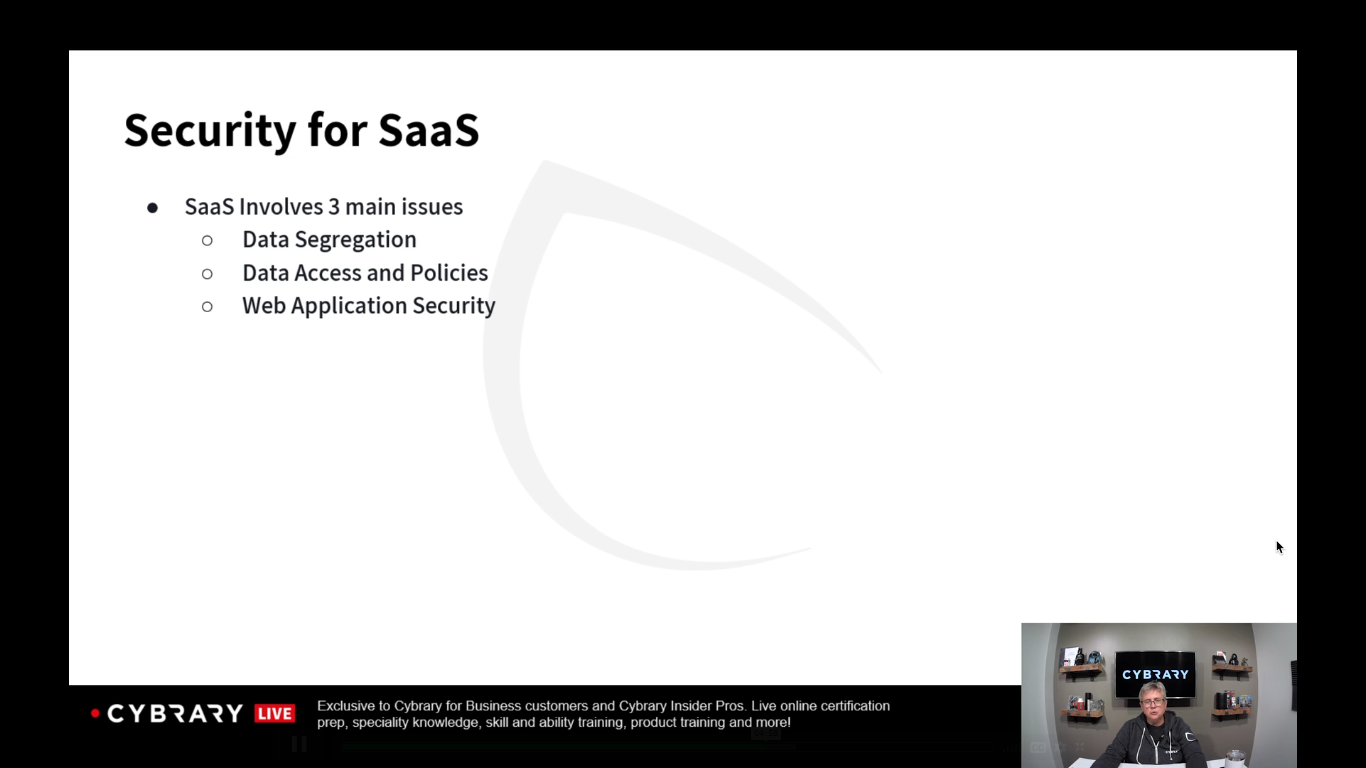 Security for SaaS
● SaaS Involves 3 main issues
○ Data Segregation
○ Data Access and Policies
○ Web Application Security
CYBRARY
CYBRARY LIVE
Exclusive to Cybrary for Business customers and Cybrary Insider Pros. Live online certification
prep, speciality knowledge, skill and ability training, product training and more!